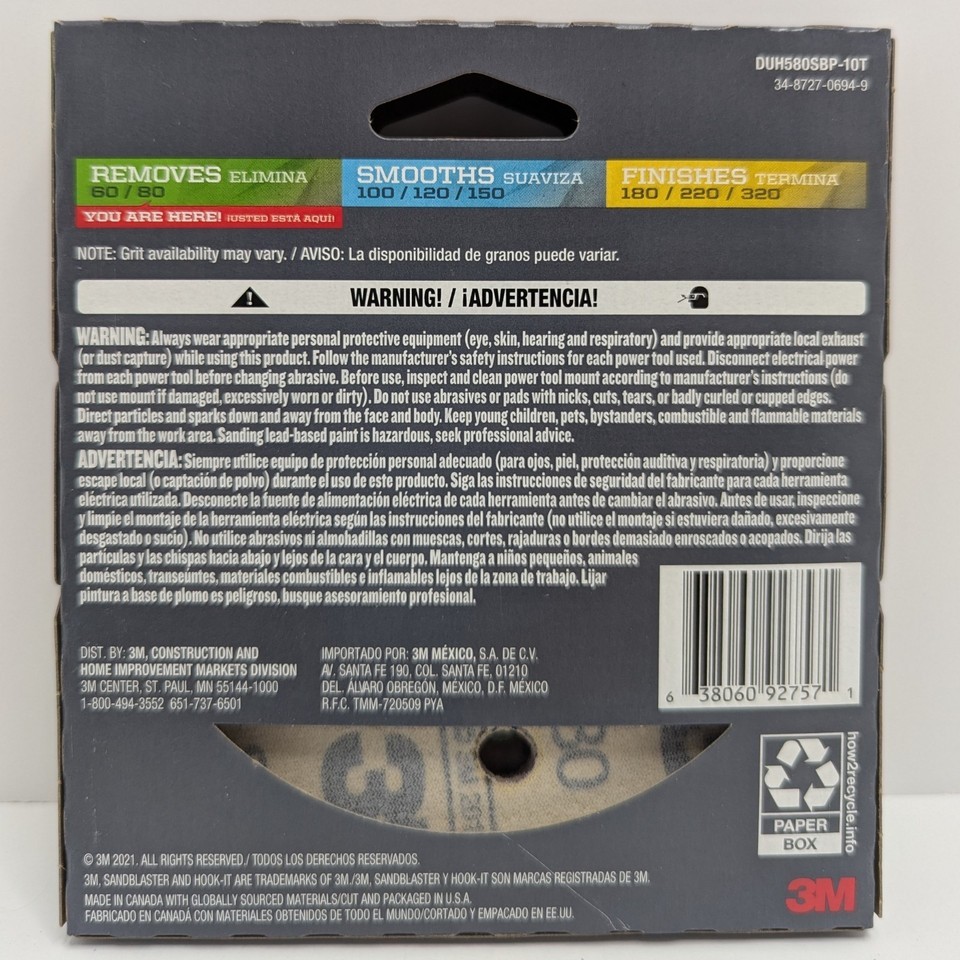 DUH580SBP-10T
34-8727-0694-9
REMOVES ELIMINA
60 / 80
SMOOTHS SUAVIZA
100 / 120 / 150
FINISHES TERMINA
180 / 220 / 320
YOU ARE HERE! ¡USTED ESTÁ AQUÍ!
NOTE: Grit availability may vary. / AVISO: La disponibilidad de granos puede variar.
WARNING! / ¡ADVERTENCIA!
WARNING: Always wear appropriate personal protective equipment (eye, skin, hearing and respiratory) and provide appropriate local exhaust
(or dust capture) while using this product. Follow the manufacturer's safety instructions for each power tool used. Disconnect electrical power
from each power tool before changing abrasive. Before use, inspect and clean power tool mount according to manufacturer's instructions (do
not use mount if damaged, excessively worn or dirty). Do not use abrasives or pads with nicks, cuts, tears, or badly curled or cupped edges.
Direct particles and sparks down and away from the face and body. Keep young children, pets, bystanders, combustible and flammable materials
away from the work area. Sanding lead-based paint is hazardous, seek professional advice.
ADVERTENCIA: Siempre utilice equipo de protección personal adecuado (para ojos, piel, protección auditiva y respiratoria) y proporcione
escape local (o captación de polvo) durante el uso de este producto. Siga las instrucciones de seguridad del fabricante para cada herramienta
eléctrica utilizada. Desconecte la fuente de alimentación eléctrica de cada herramienta antes de cambiar el abrasivo. Antes de usar, inspeccione
y limpie el montaje de la herramienta eléctrica según las instrucciones del fabricante (no utilice el montaje si estuviera dañado, excesivamente
desgastado o sucio). No utilice abrasivos ni almohadillas con muescas, cortes, rajaduras o bordes demasiado enroscados o acopados. Dirija las
partículas y las chispas hacia abajo y lejos de la cara y el cuerpo. Mantenga a niños pequeños, animales
domésticos, transeúntes, materiales combustibles e inflamables lejos de la zona de trabajo. Lijar
pintura a base de plomo es peligroso, busque asesoramiento profesional.
DIST. BY: 3M, CONSTRUCTION AND
HOME IMPROVEMENT MARKETS DIVISION
3M CENTER, ST. PAUL, MN 55144-1000
1-800-494-3552 651-737-6501
IMPORTADO POR: 3M MÉXICO, S.A. DE C.V.
AV. SANTA FE 190, COL. SANTA FE, 01210
DEL. ÁLVARO OBREGÓN, MÉXICO, D.F. MÉXICO
R.F.C. TMM-720509 PYA
6 38060 92757 1
how2recycle.info
PAPER
BOX
© 3M 2021. ALL RIGHTS RESERVED./ TODOS LOS DERECHOS RESERVADOS.
3M, SANDBLASTER AND HOOK-IT ARE TRADEMARKS OF 3M /3M, SANDBLASTER Y HOOK-IT SON MARCAS REGISTRADAS DE 3M.
MADE IN CANADA WITH GLOBALLY SOURCED MATERIALS/CUT AND PACKAGED IN U.S.A.
FABRICADO EN CANADÁ CON MATERIALES OBTENIDOS DE TODO EL MUNDO/CORTADO Y EMPACADO EN EE.UU.
3M